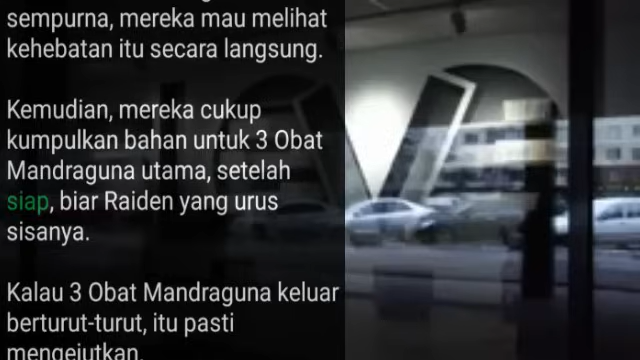 sempurna, mereka mau melihat
kehebatan itu secara langsung.
Kemudian, mereka cukup
kumpulkan bahan untuk 3 Obat
Mandraguna utama, setelah
siap, biar Raiden yang urus
sisanya.
Kalau 3 Obat Mandraguna keluar
berturut-turut, itu pasti
mengejutkan.